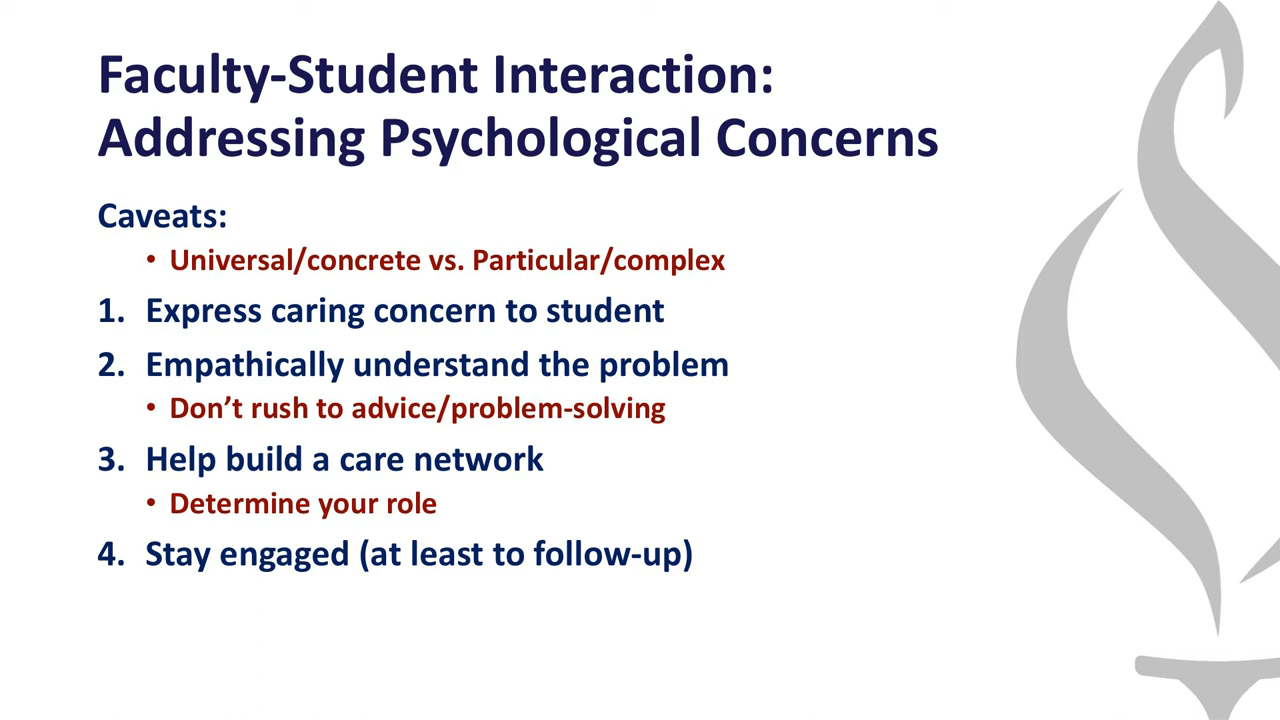 Faculty-Student Interaction:
Addressing Psychological Concerns
Caveats:
• Universal/concrete vs. Particular/complex
1. Express caring concern to student
2. Empathically understand the problem
• Don’t rush to advice/problem-solving
3. Help build a care network
• Determine your role
4. Stay engaged (at least to follow-up)